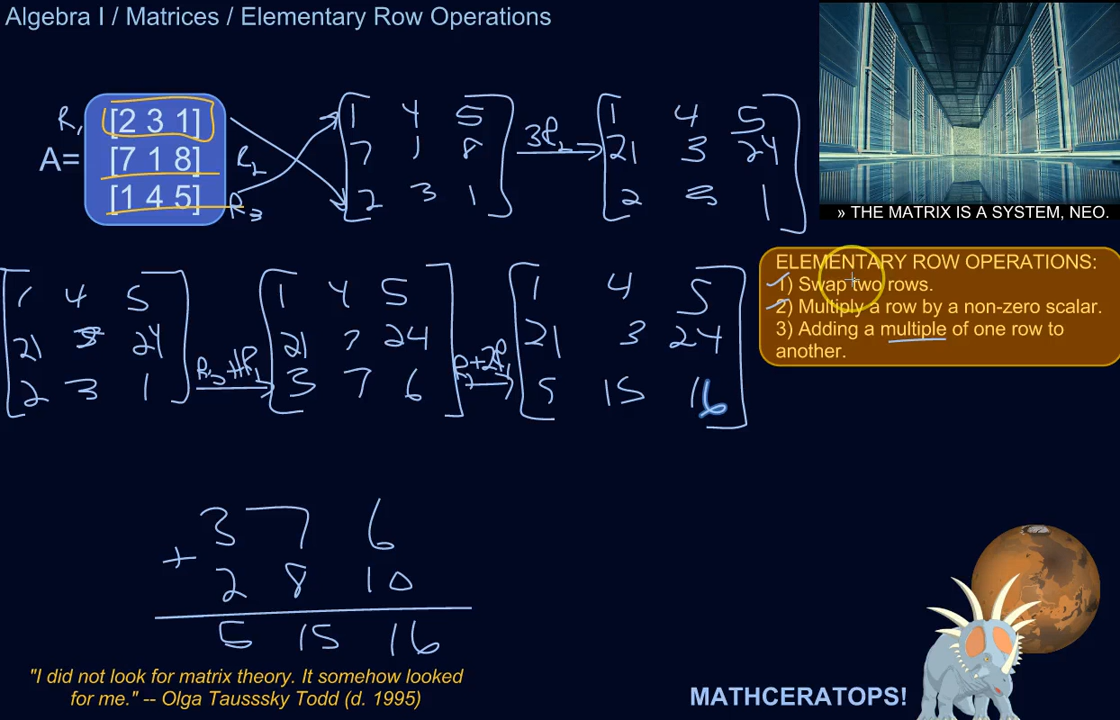 Algebra I / Matrices / Elementary Row Operations
R1 [2 3 1]
A= [7 1 8] R2
[1 4 5] R3
1 4 5
7 1 8
2 3 1
3R2
1 4 5
21 3 24
2 3 1
» THE MATRIX IS A SYSTEM, NEO.
ELEMENTARY ROW OPERATIONS:
1) Swap two rows.
2) Multiply a row by a non-zero scalar.
3) Adding a multiple of one row to
another.
1 4 5
21 3 24
2 3 1
1 4 5
21 3 24
3 7 6
1 4 5
21 3 24
5 15 16
3 7 6
+ 2 8 10
5 15 16
"I did not look for matrix theory. It somehow looked
for me." -- Olga Tausssky Todd (d. 1995)
MATHCERATOPS!